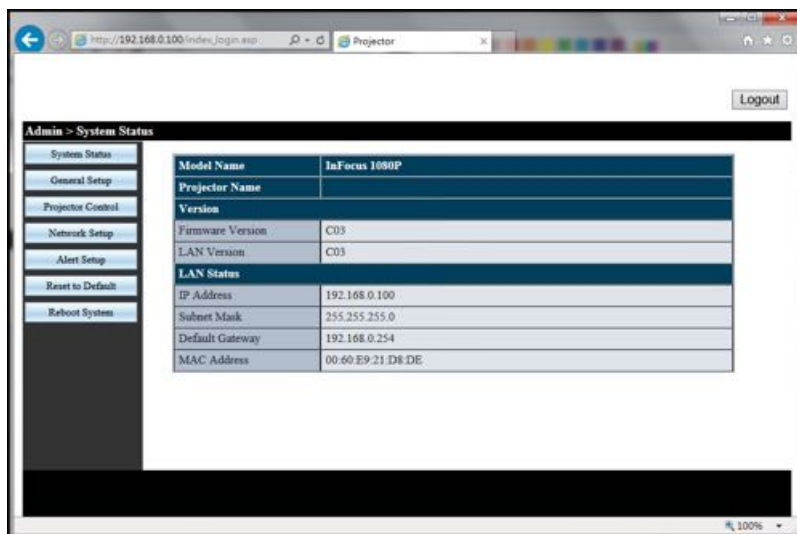 http://192.168.0.100/index_login.asp
Projector
Logout
Admin > System Status
System Status
General Setup
Projector Control
Network Setup
Alert Setup
Reset to Default
Reboot System
Model Name InFocus 1080P
Projector Name
Version
Firmware Version C03
LAN Version C03
LAN Status
IP Address 192.168.0.100
Subnet Mask 255.255.255.0
Default Gateway 192.168.0.254
MAC Address 00:60:E9:21:D8:DE
100%